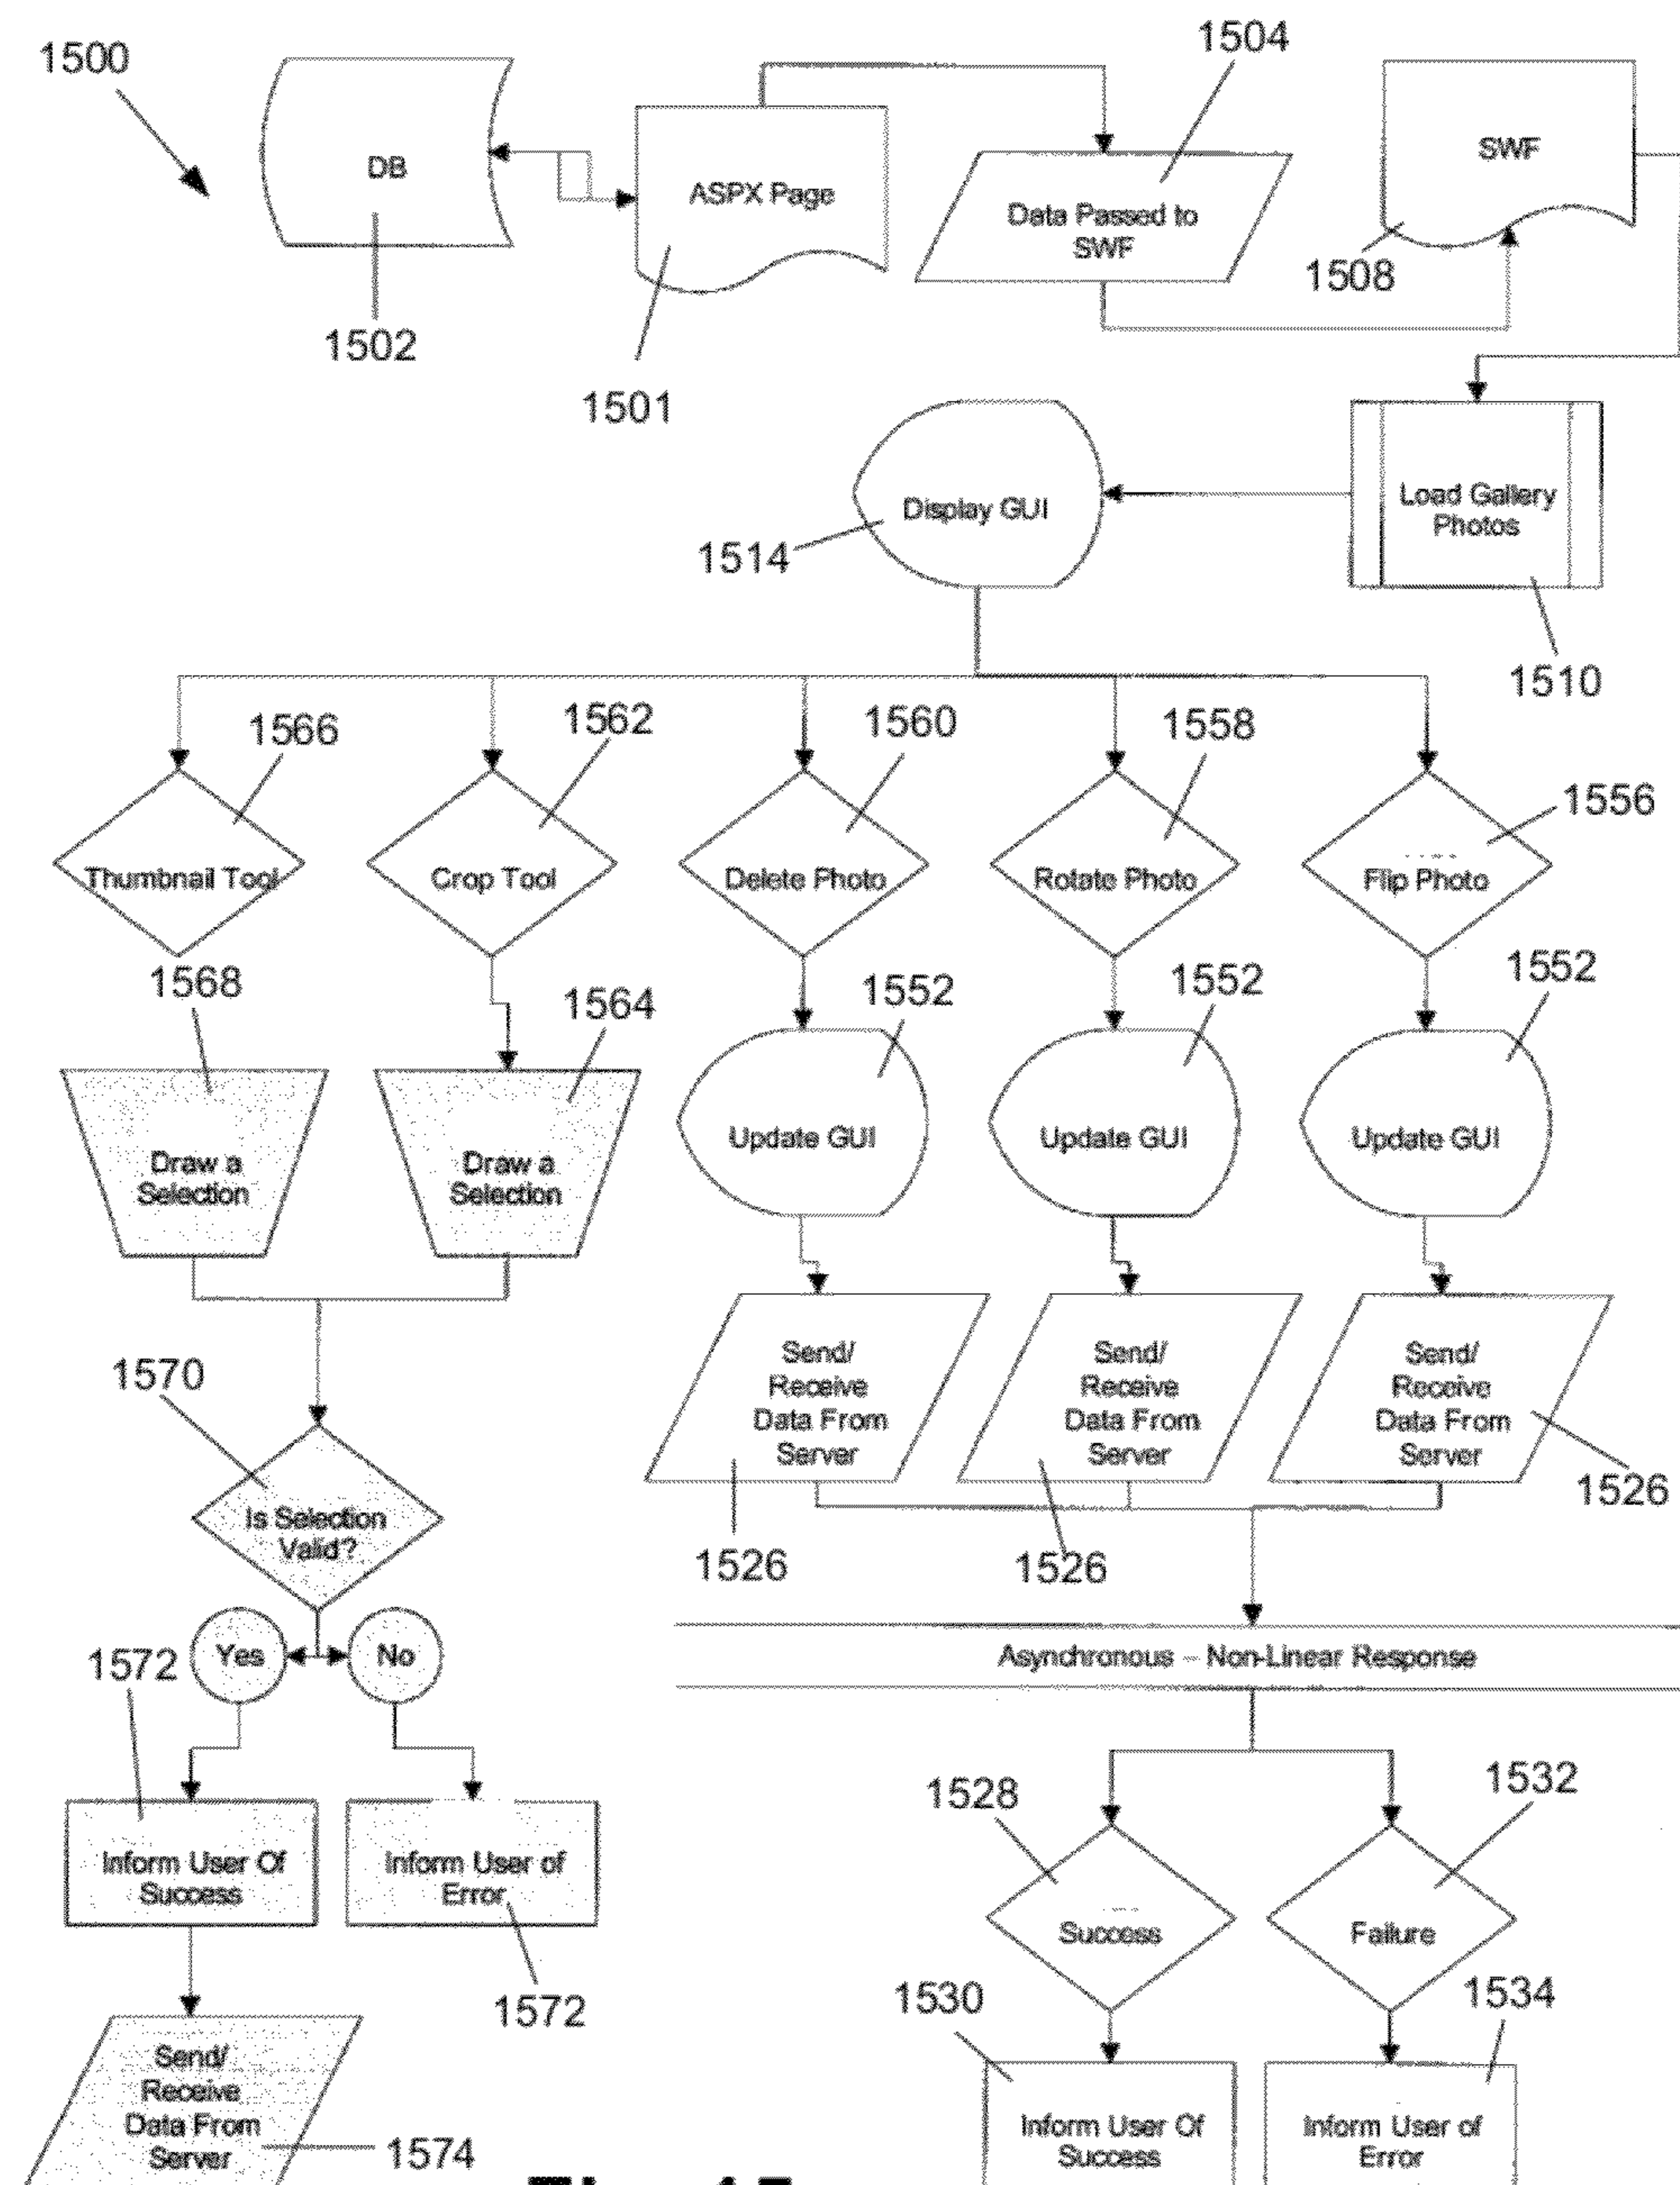 1500
1504
DB
ASPX Page
Data Passed to
SWF
SWF
1508
1502
1501
Display GUI
Load Gallery
Photos
1514
1510
1566
1562
1560
1558
1556
Thumbnail Tool
Crop Tool
Delete Photo
Rotate Photo
Flip Photo
1568
1564
1552
1552
1552
Draw a
Selection
Draw a
Selection
Update GUI
Update GUI
Update GUI
1570
Send/
Receive
Data From
Server
Send/
Receive
Data From
Server
Send/
Receive
Data From
Server
1526
1526
1526
Is Selection
Valid?
Yes
No
1572
Asynchronous – Non-Linear Response
1528
1532
Inform User Of
Success
Inform User of
Error
1572
Success
Failure
1530
1534
Send/
Receive
Data From
Server
1574
Inform User Of
Success
Inform User of
Error